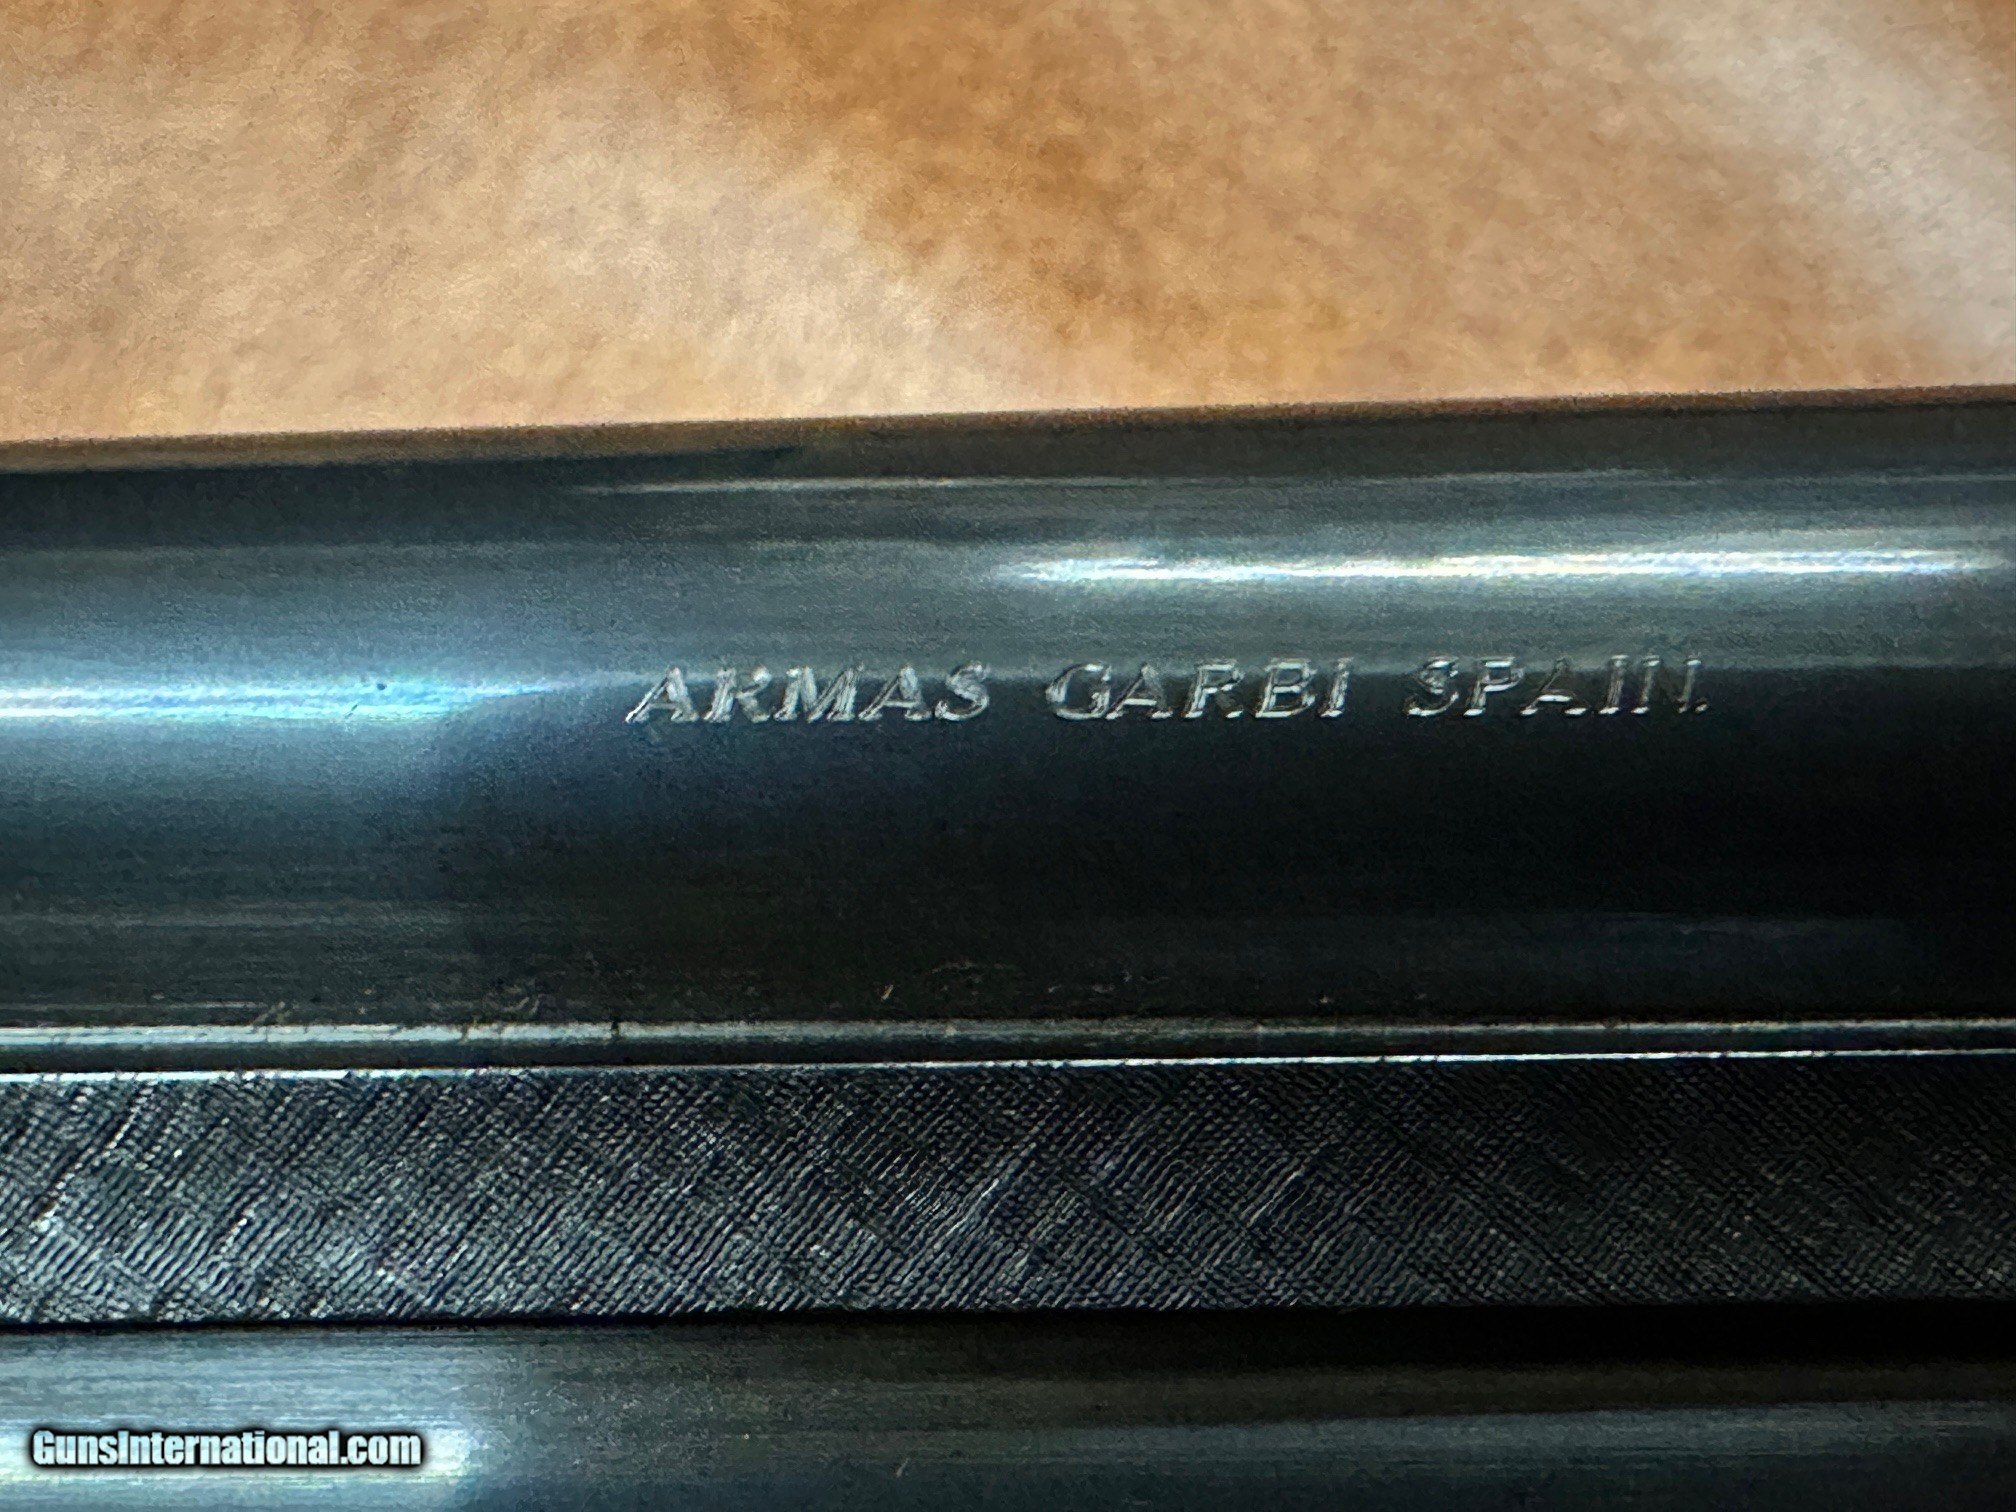 ARMAS GARBI SPAIN.
GunsInternational.com